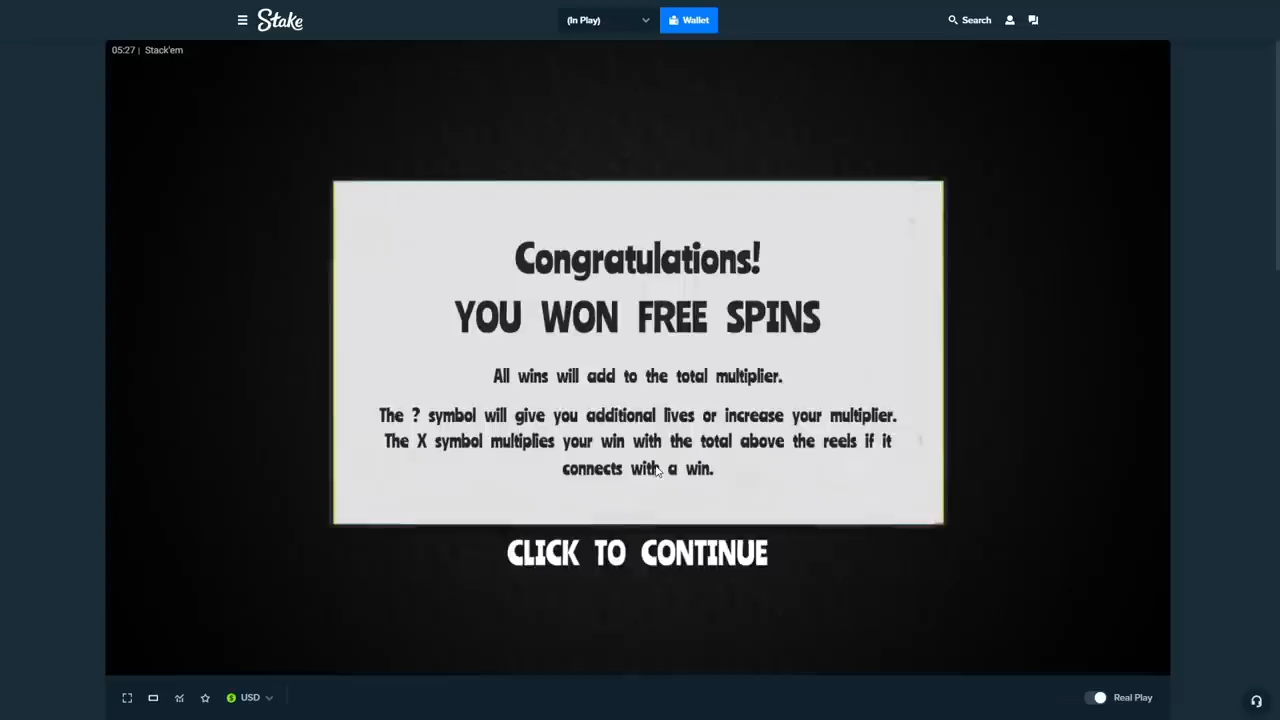 Stake
(In Play)
Wallet
Search
05:27 | Stack'em
Congratulations!
YOU WON FREE SPINS
All wins will add to the total multiplier.
The ? symbol will give you additional lives or increase your multiplier.
The X symbol multiplies your win with the total above the reels if it
connects with a win.
CLICK TO CONTINUE
USD
Real Play